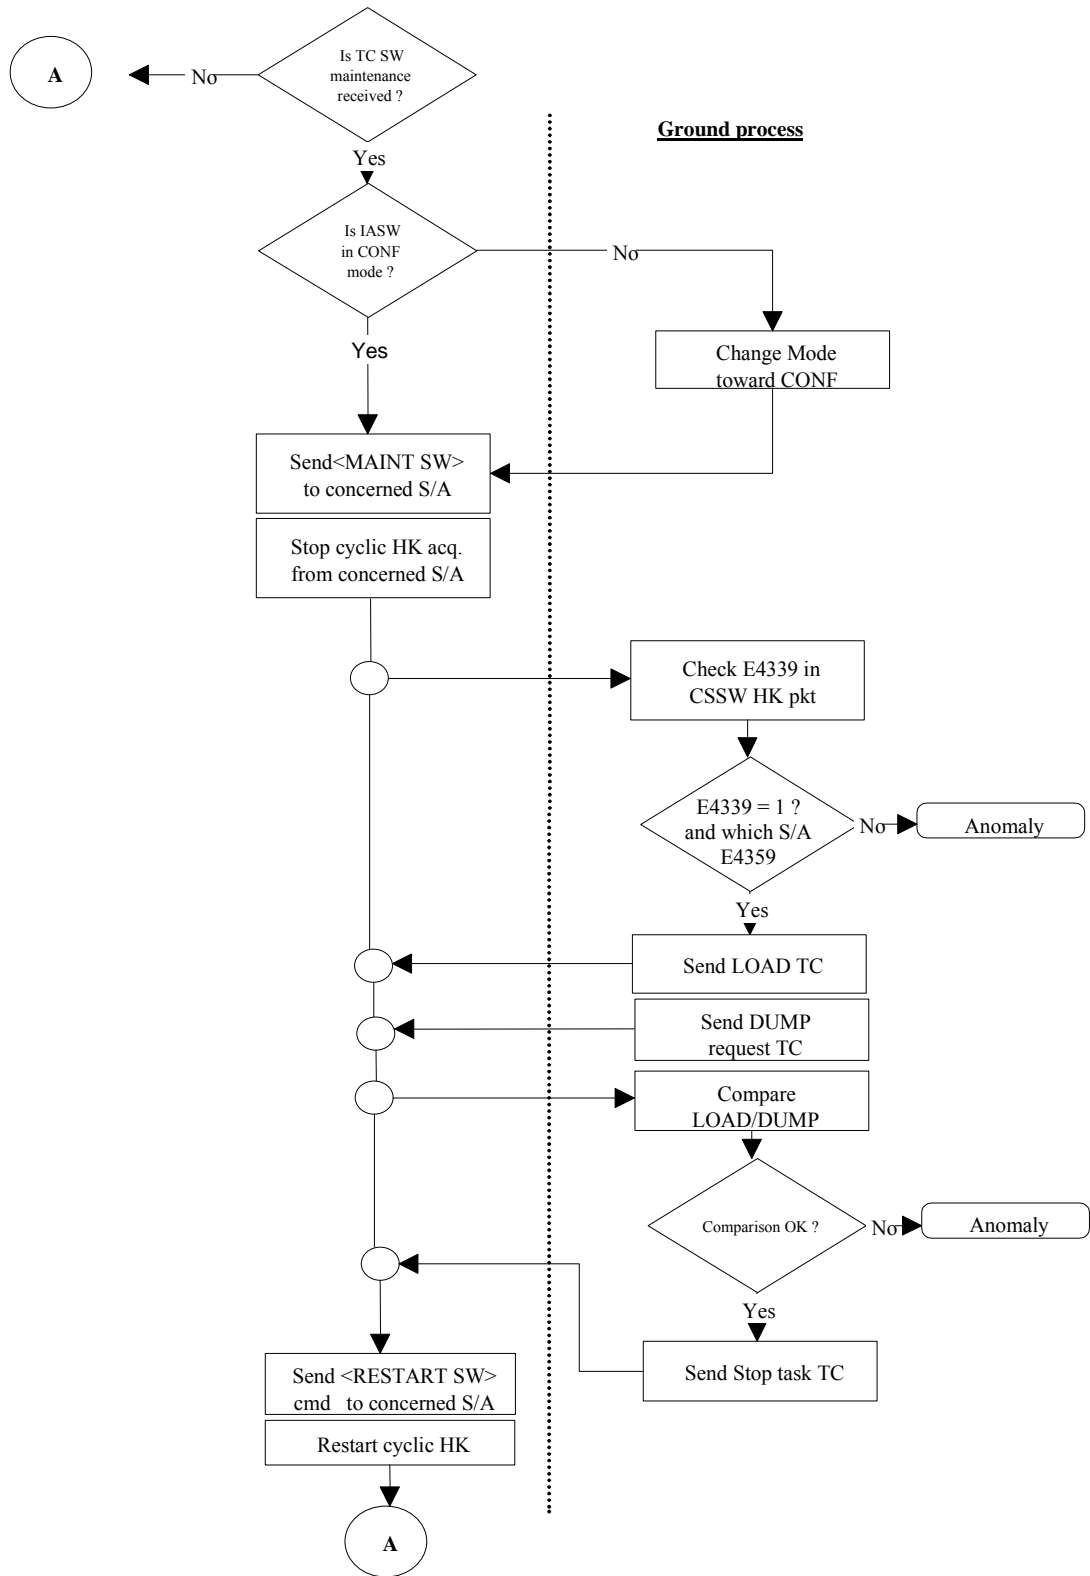 Is TC SW
maintenance
received ?
A
No
Ground process
Yes
Is IASW
in CONF
mode ?
No
Yes
Change Mode
toward CONF
Send<MAINT SW>
to concerned S/A
Stop cyclic HK acq.
from concerned S/A
Check E4339 in
CSSW HK pkt
E4339 = 1 ?
and which S/A
E4359
No
Anomaly
Yes
Send LOAD TC
Send DUMP
request TC
Compare
LOAD/DUMP
Comparison OK ?
No
Anomaly
Yes
Send Stop task TC
Send <RESTART SW>
cmd to concerned S/A
Restart cyclic HK
A